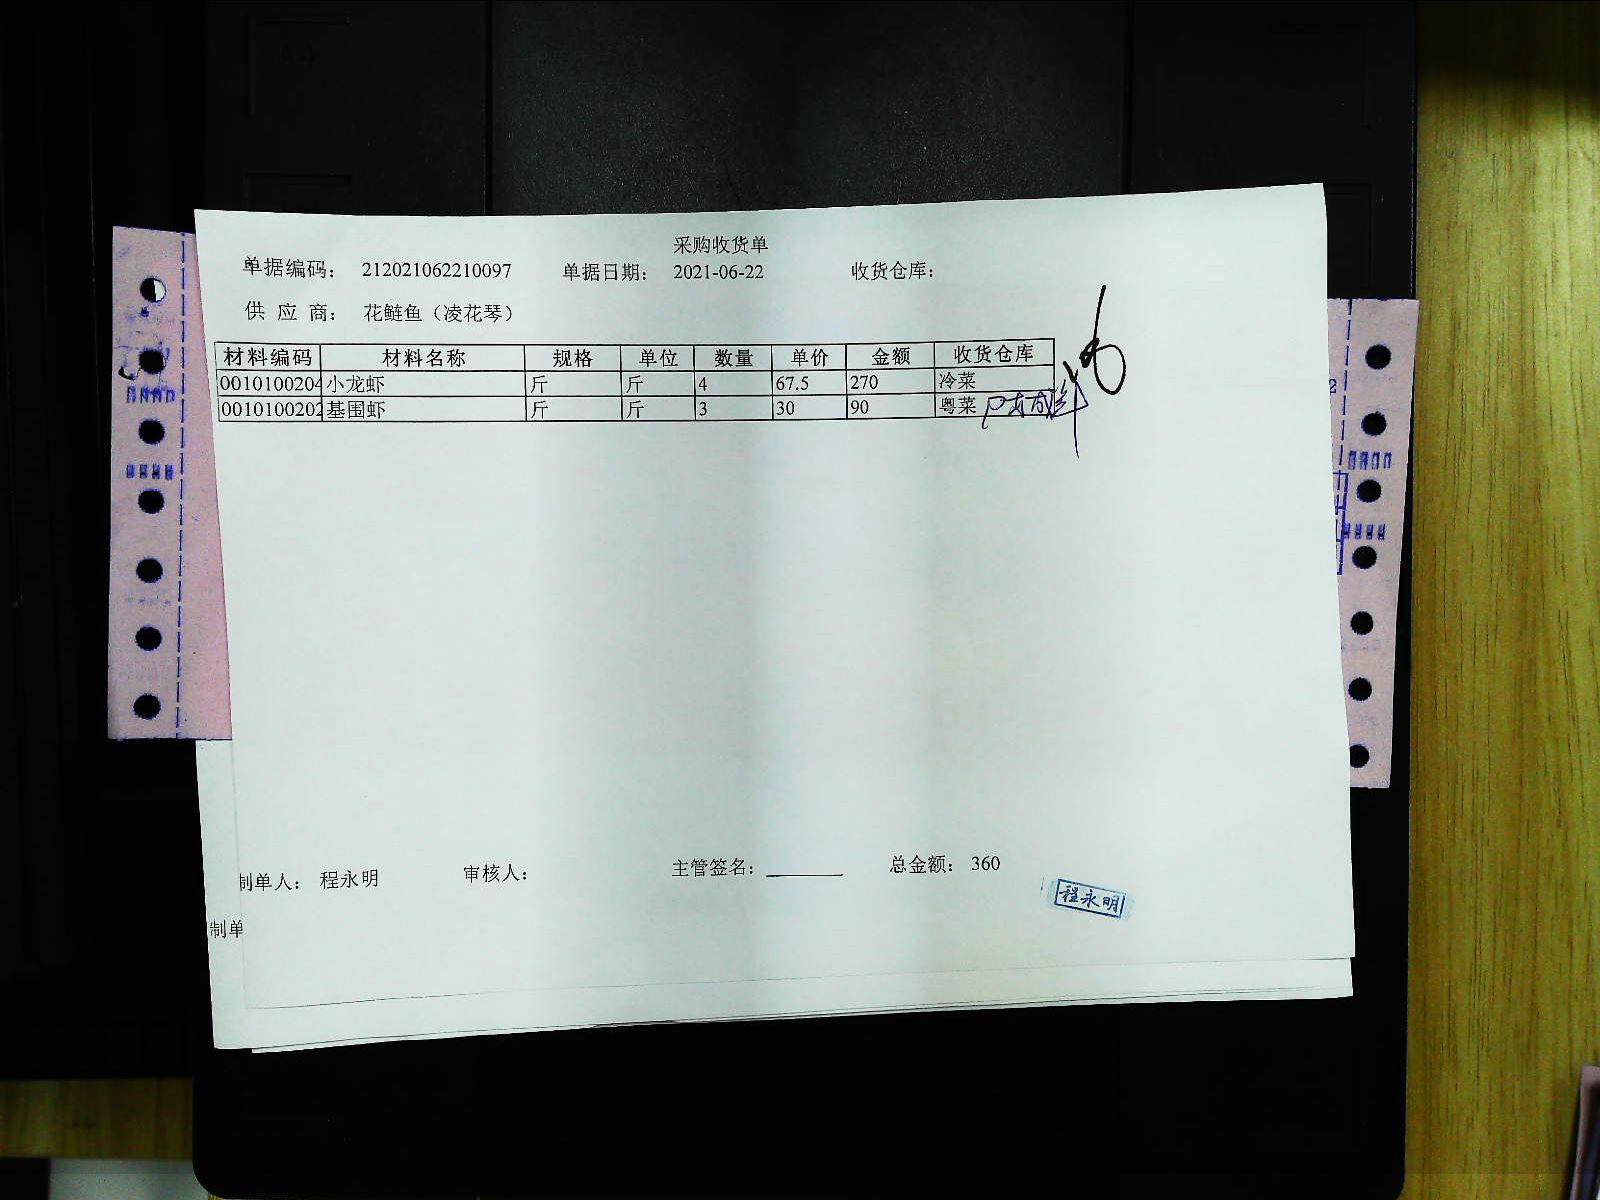 采购收货单
单据编码： 212021062210097 单据日期： 2021-06-22 收货仓库：
供 应 商： 花鲢鱼（凌花琴）
材料编码 材料名称 规格 单位 数量 单价 金额 收货仓库
0010100204 小龙虾 斤 斤 4 67.5 270 冷菜
0010100202 基围虾 斤 斤 3 30 90 粤菜
制单人： 程永明 审核人： 主管签名： 总金额： 360
程永明
制单